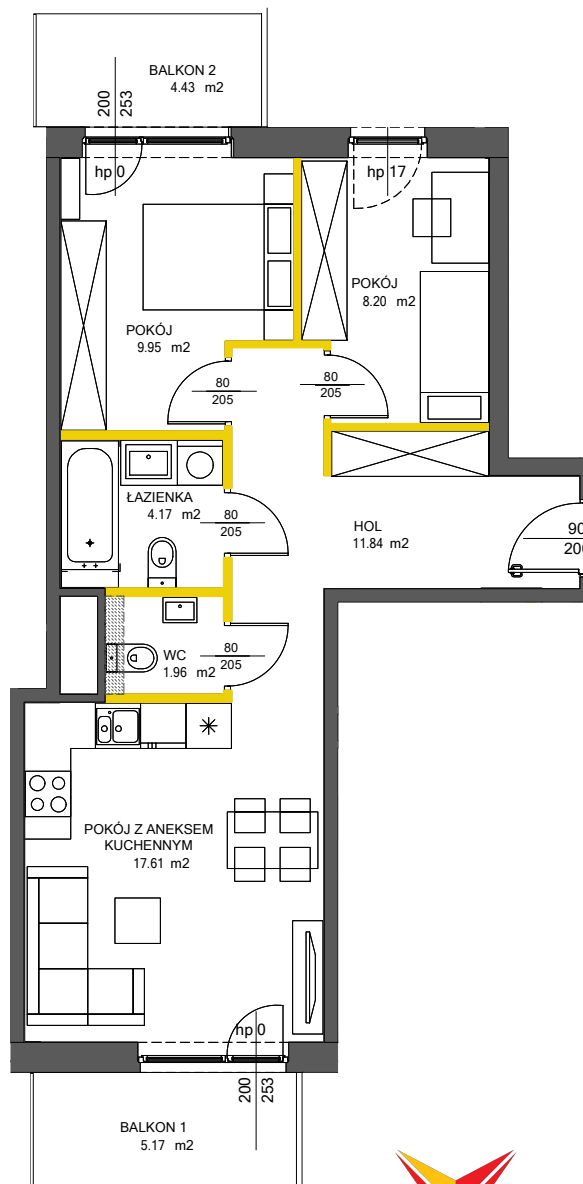 BALKON 2
4.43 m2
200
253
hp 0
hp 17
POKÓJ
8.20 m2
POKÓJ
9.95 m2
80
205
80
205
ŁAZIENKA
4.17 m2
80
205
HOL
11.84 m2
90
200
WC
1.96 m2
80
205
POKÓJ Z ANEKSEM
KUCHENNYM
17.61 m2
hp 0
200
253
BALKON 1
5.17 m2